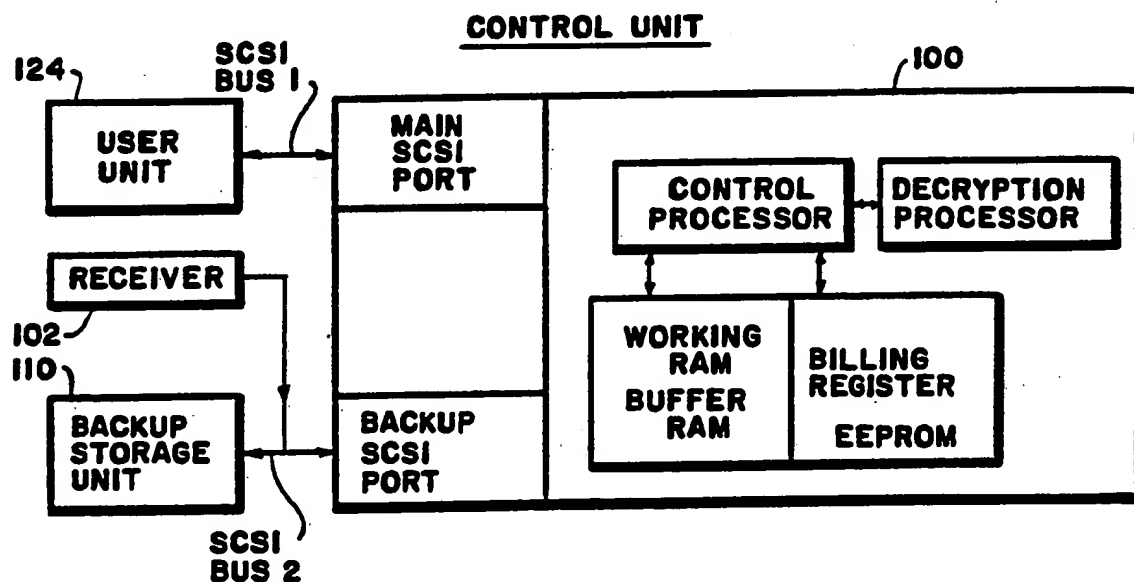 CONTROL UNIT
SCSI
BUS 1
124
100
USER
UNIT
MAIN
SCSI
PORT
CONTROL
PROCESSOR
DECRYPTION
PROCESSOR
RECEIVER
102
110
WORKING
RAM
BUFFER
RAM
BILLING
REGISTER
EEPROM
BACKUP
STORAGE
UNIT
BACKUP
SCSI
PORT
SCSI
BUS 2